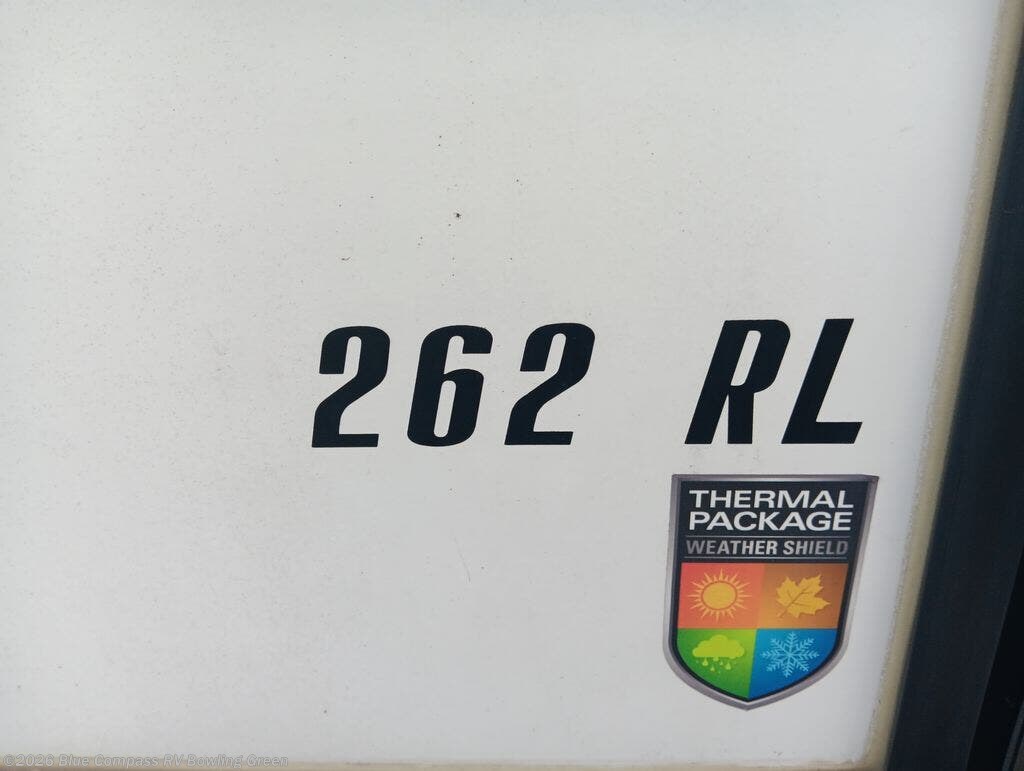 262 RL
THERMAL
PACKAGE
WEATHER SHIELD
©2026 Blue Compass RV Bowling Green